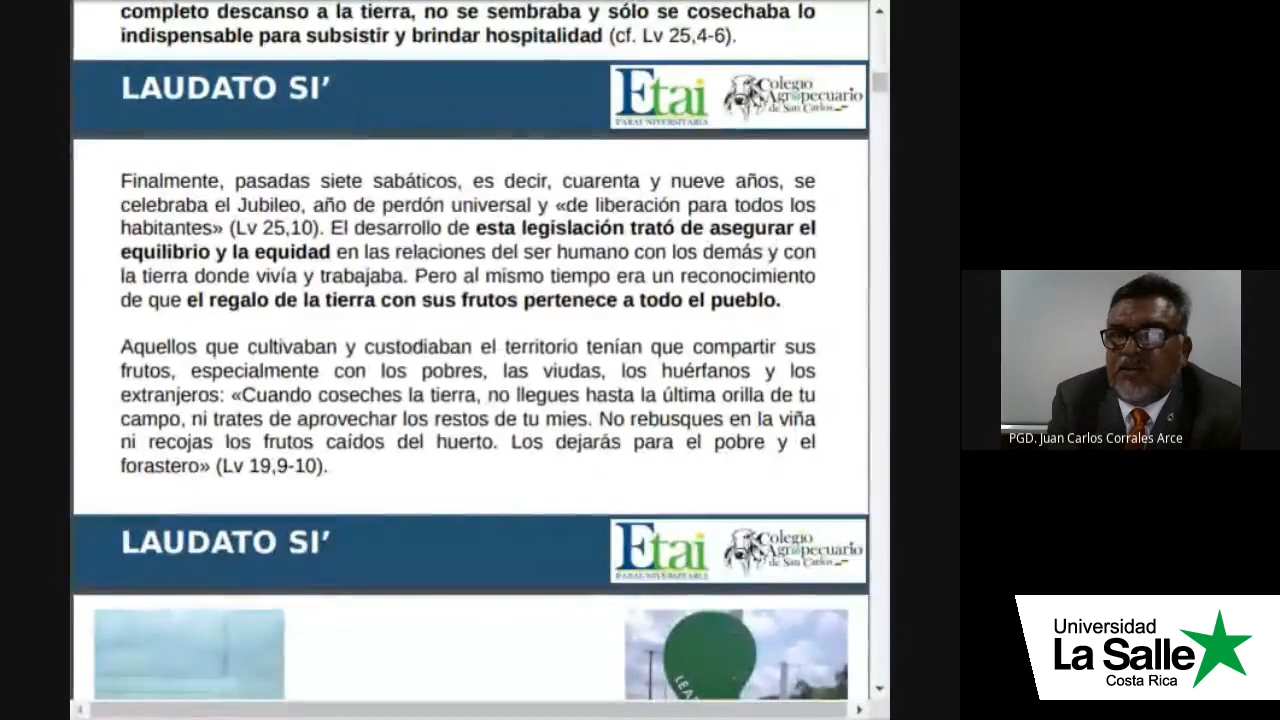 completo descanso a la tierra, no se sembraba y sólo se cosechaba lo
indispensable para subsistir y brindar hospitalidad (cf. Lv 25,4-6).
LAUDATO SI’
Etai
PARAUNIVERSITARIA
Colegio
Agropecuario
de San Carlos
Finalmente, pasadas siete sabáticos, es decir, cuarenta y nueve años, se
celebraba el Jubileo, año de perdón universal y «de liberación para todos los
habitantes» (Lv 25,10). El desarrollo de esta legislación trató de asegurar el
equilibrio y la equidad en las relaciones del ser humano con los demás y con
la tierra donde vivía y trabajaba. Pero al mismo tiempo era un reconocimiento
de que el regalo de la tierra con sus frutos pertenece a todo el pueblo.
Aquellos que cultivaban y custodiaban el territorio tenían que compartir sus
frutos, especialmente con los pobres, las viudas, los huérfanos y los
extranjeros: «Cuando coseches la tierra, no llegues hasta la última orilla de tu
campo, ni trates de aprovechar los restos de tu mies. No rebusques en la viña
ni recojas los frutos caídos del huerto. Los dejarás para el pobre y el
forastero» (Lv 19,9-10).
LAUDATO SI’
Etai
PARAUNIVERSITARIA
Colegio
Agropecuario
de San Carlos
PGD. Juan Carlos Corrales Arce
Universidad
La Salle
Costa Rica